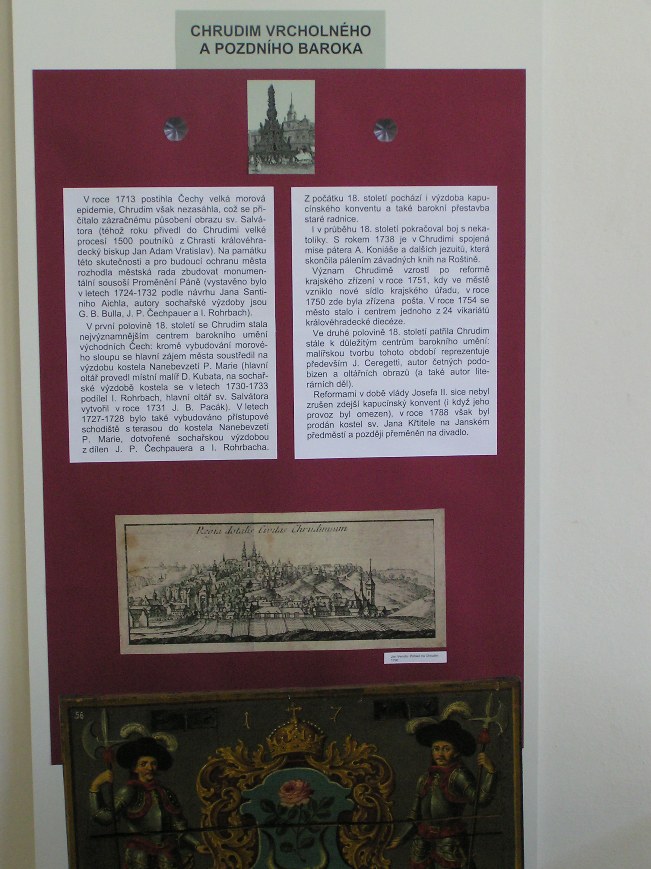 CHRUDIM VRCHOLNÉHO
A POZDNÍHO BAROKA
V roce 1713 postihla Čechy velká morová
epidemie, Chrudim však nezasáhla, což se při-
čítalo zázračnému působení obrazu sv. Salvá-
tora (téhož roku přivedl do Chrudimi velké
procesí 1500 poutníků z Chrasti královéhra-
decký biskup Jan Adam Vratislav). Na památku
této skutečnosti a pro budoucí ochranu města
rozhodla městská rada zbudovat monumen-
tální sousoší Proměnění Páně (vystavěno bylo
v letech 1724-1732 podle návrhu Jana Santi-
niho Aichla, autory sochařské výzdoby jsou
G. B. Bulla, J. P. Čechpauer a I. Rohrbach).
V první polovině 18. století se Chrudim stala
nejvýznamnějším centrem barokního umění
východních Čech: kromě vybudování morové-
ho sloupu se hlavní zájem města soustředil na
výzdobu kostela Nanebevzetí P. Marie (hlavní
oltář provedl místní malíř D. Kubata, na sochař-
ské výzdobě kostela se v letech 1730-1733
podílel I. Rohrbach, hlavní oltář sv. Salvátora
vytvořil v roce 1731 J. B. Pacák). V letech
1727-1728 bylo také vybudováno přístupové
schodiště s terasou do kostela Nanebevzetí
P. Marie, dotvořené sochařskou výzdobou
z dílen J. P. Čechpauera a I. Rohrbacha.
Z počátku 18. století pochází i výzdoba kapu-
cínského konventu a také barokní přestavba
staré radnice.
I v průběhu 18. století pokračoval boj s neka-
tolíky. S rokem 1738 je v Chrudimi spojená
mise pátera A. Koniáše a dalších jezuitů, která
skončila pálením závadných knih na Roštině.
Význam Chrudimě vzrostl po reformě
krajského zřízení v roce 1751, kdy ve městě
vzniklo nové sídlo krajského úřadu, v roce
1750 zde byla zřízena pošta. V roce 1754 se
město stalo i centrem jednoho z 24 vikariátů
královéhradecké diecéze.
Ve druhé polovině 18. století patřila Chrudim
stále k důležitým centrům barokního umění:
malířskou tvorbu tohoto období reprezentuje
především J. Ceregetti, autor četných podo-
bizen a oltářních obrazů (a také autor lite-
rárních děl).
Reformami v době vlády Josefa II. sice nebyl
zrušen zdejší kapucínský konvent (i když jeho
provoz byl omezen), v roce 1788 však byl
prodán kostel sv. Jana Křtitele na Janském
předměstí a později přeměněn na divadlo.
Regia dotalis Civitas Chrudimium
36
1 7